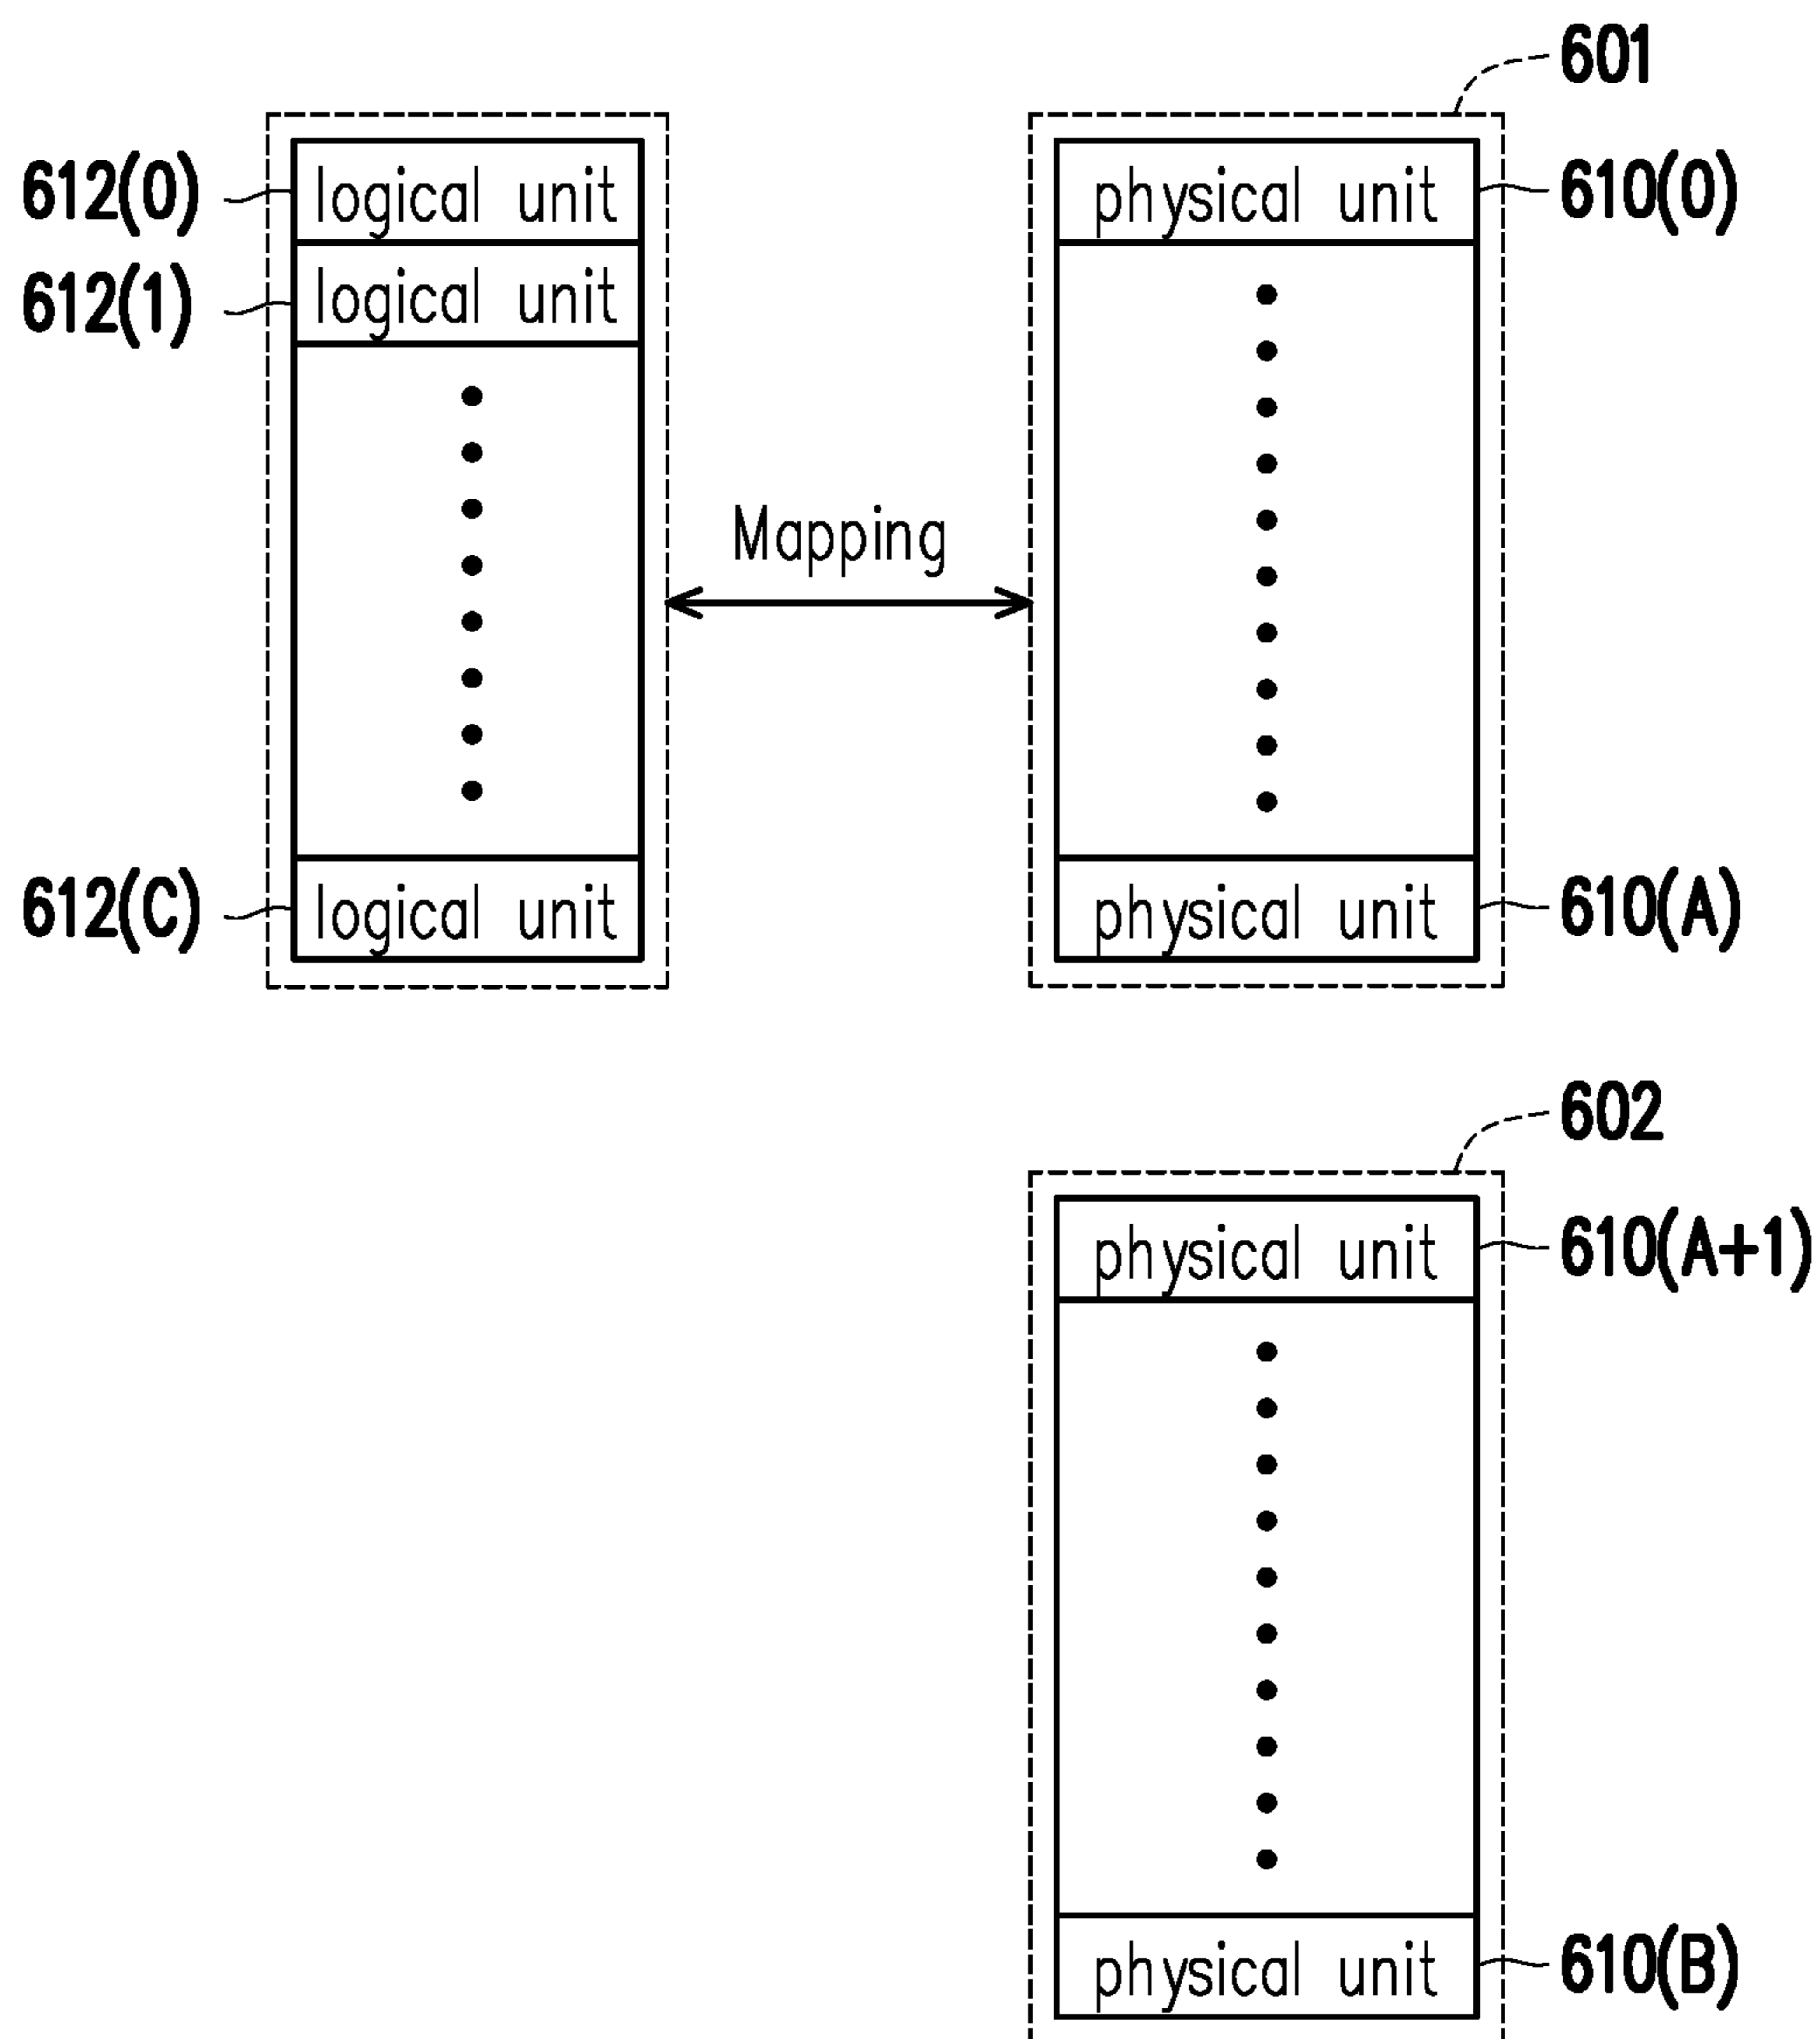 601
612(0) logical unit physical unit 610(0)
612(1) logical unit
Mapping
612(C) logical unit physical unit 610(A)
602
physical unit 610(A+1)
physical unit 610(B)